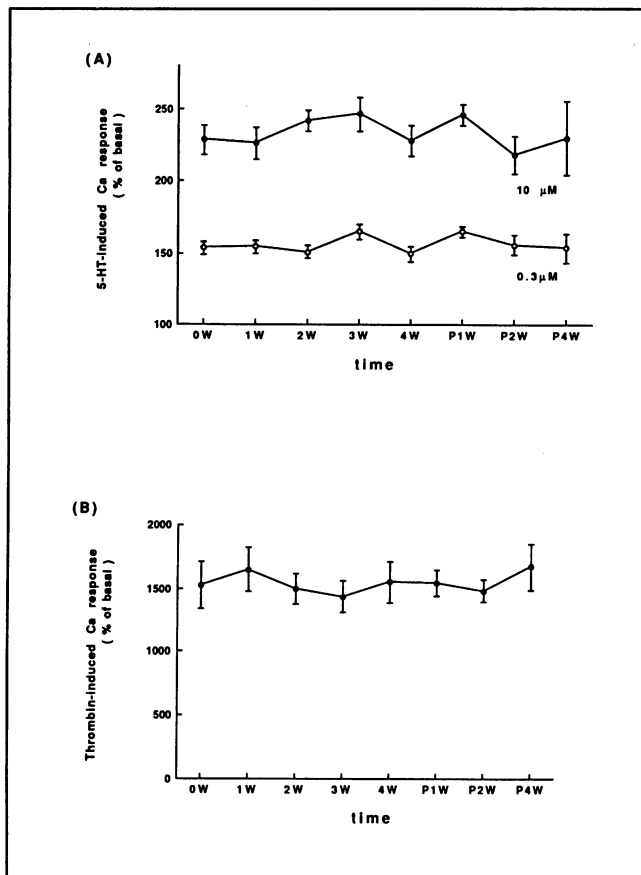 (A)
5-HT-induced Ca response
( % of basal)
300
250
200
150
100
10 μM
0.3μM
0W 1W 2W 3W 4W P1W P2W P4W
time
(B)
Thrombin-induced Ca response
( % of basal)
2000
1500
1000
500
0
0W 1W 2W 3W 4W P1W P2W P4W
time